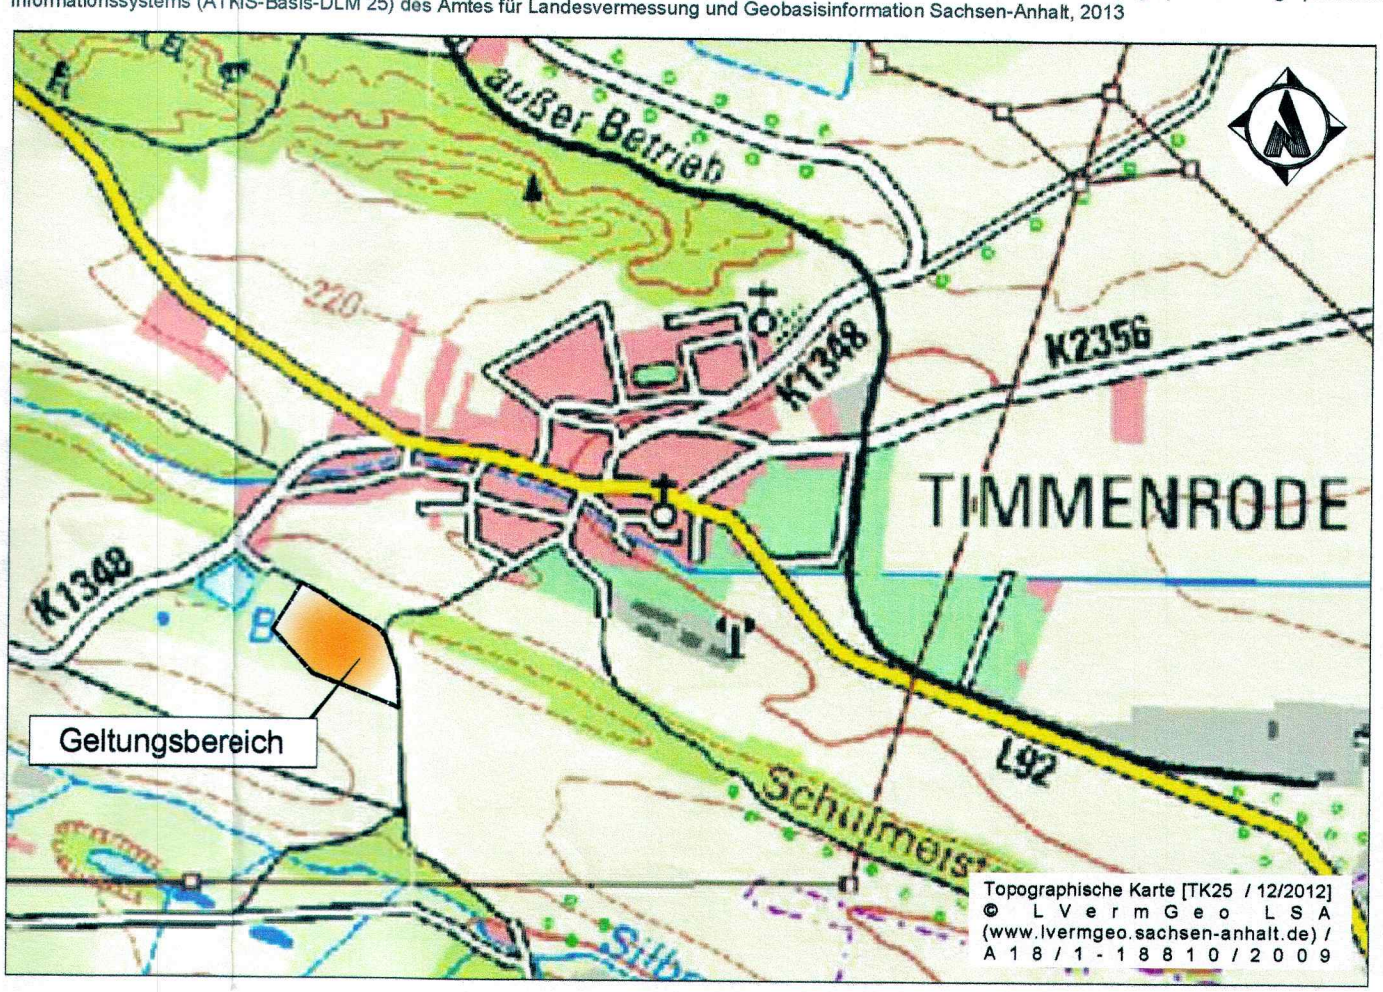 Informationssystems (ATKIS-Basis-DLM 25) des Amtes für Landesvermessung und Geobasisinformation Sachsen-Anhalt, 2013
außer Betrieb
220
K1348
K2356
TIMMENRODE
K1348
B
Geltungsbereich
L92
Schulmeist
Silbe
Topographische Karte [TK25 / 12/2012]
© LVermGeo LSA
(www.lvermgeo.sachsen-anhalt.de) /
A18/1-18810/2009